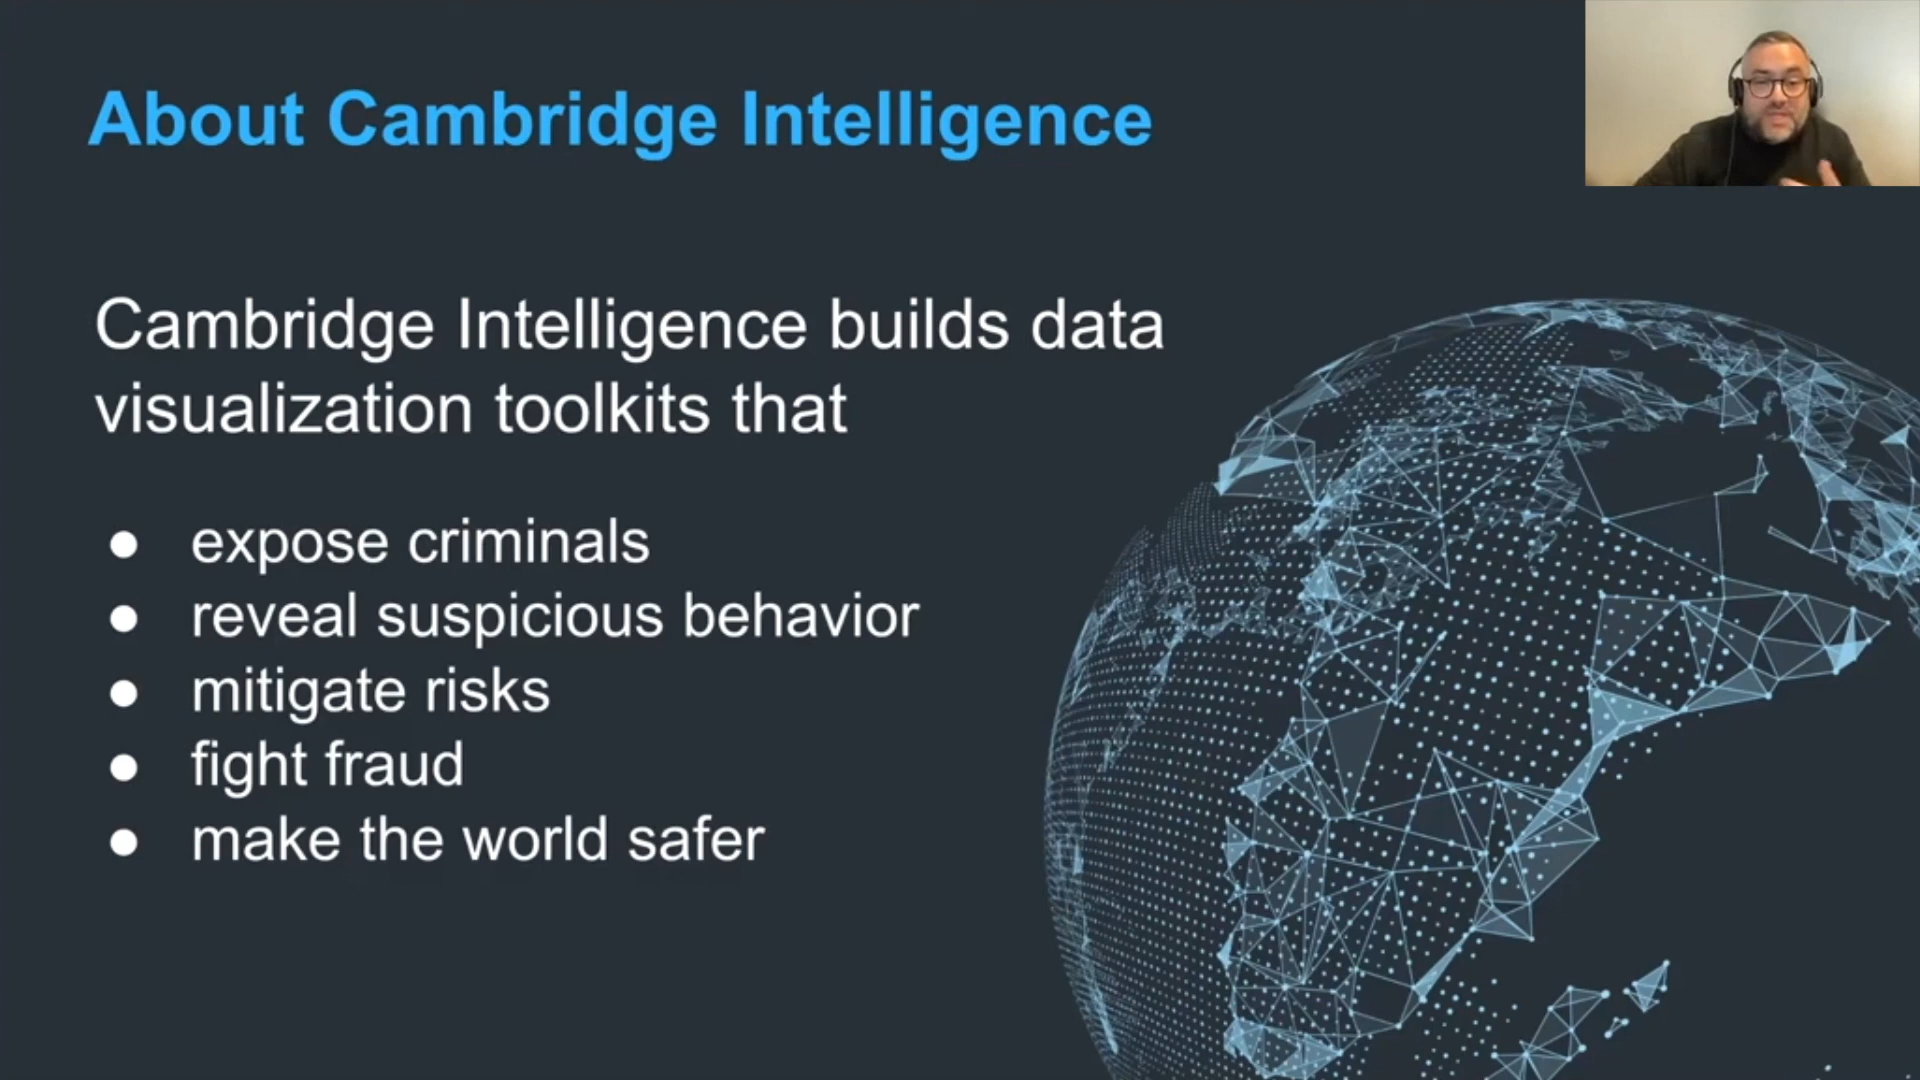 About Cambridge Intelligence
Cambridge Intelligence builds data
visualization toolkits that
● expose criminals
● reveal suspicious behavior
● mitigate risks
● fight fraud
● make the world safer